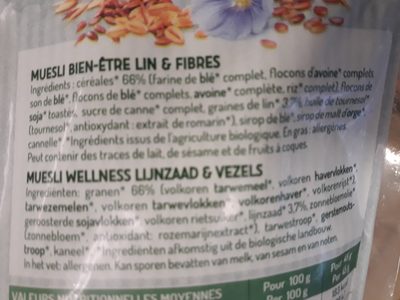 MUESLI BIEN-ÊTRE LIN & FIBRES
Ingrédients : céréales* 66% (farine de blé* complet, flocons d'avoine* complets
son de blé*, flocons de blé* complets, avoine* complète, riz* complet), flocons de
soja* toastés, sucre de canne* complet, graines de lin* 3,7%, huile de tournesol*
(tournesol*, antioxydant : extrait de romarin*), sirop de blé*, sirop de malt d'orge*,
cannelle* *Ingrédients issus de l'agriculture biologique. En gras : allergènes.
Peut contenir des traces de lait, de sésame et de fruits à coques.
MUESLI WELLNESS LIJNZAAD & VEZELS
Ingrediënten: granen* 66% (volkoren tarwemeel*, volkoren havervlokken*,
tarwezemelen*, volkoren tarwevlokken*, volkorenhaver*, volkorenrijst*),
geroosterde sojavlokken*, volkoren rietsuiker*, lijnzaad* 3,7%, zonnebloemolie*
(zonnebloem*, antioxidant: rozemarijnextract*), tarwestroop*, gerstemout-
stroop*, kaneel* *Ingrediënten afkomstig uit de biologische landbouw.
In het vet: allergenen. Kan sporen bevatten van melk, van sesam en van noten.
VALEURS NUTRITIONNELLES MOYENNES
Pour 100 g
Per 100 g